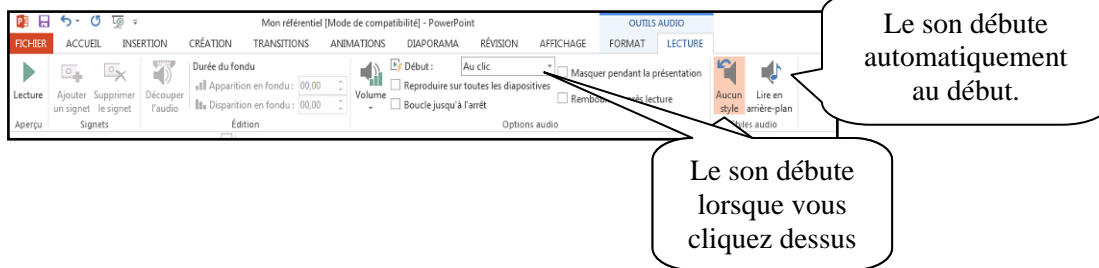 Mon référentiel [Mode de compatibilité] - PowerPoint
OUTILS AUDIO
FICHIER ACCUEIL INSERTION CRÉATION TRANSITIONS ANIMATIONS DIAPORAMA RÉVISION AFFICHAGE FORMAT LECTURE
Lecture
Ajouter un signet
Supprimer le signet
Découper l'audio
Durée du fondu
Apparition en fondu : 00,00
Disparition en fondu : 00,00
Volume
Début : Au clic
Reproduire sur toutes les diapositives
Boucle jusqu'à l'arrêt
Masquer pendant la présentation
lecture
Aucun style
Lire en arrière-plan
Aperçu Signets Édition Options audio audio
Le son débute
automatiquement
au début.
Le son débute
lorsque vous
cliquez dessus